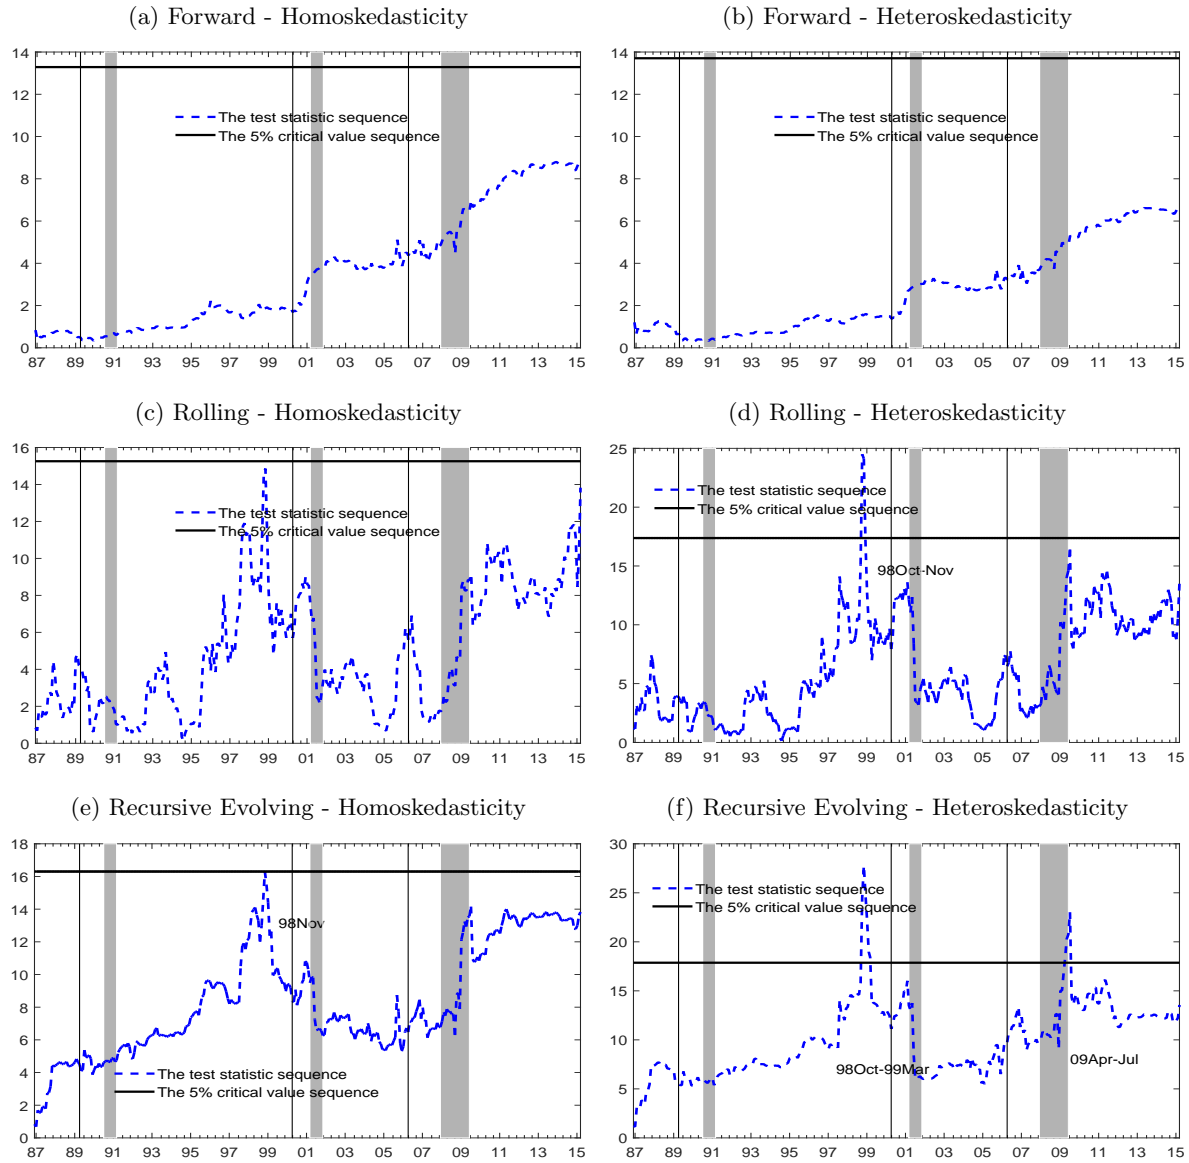 (a) Forward - Homoskedasticity
14
12
10
8
6
4
2
0
The test statistic sequence
The 5% critical value sequence
87 89 91 93 95 97 99 01 03 05 07 09 11 13 15
(b) Forward - Heteroskedasticity
14
12
10
8
6
4
2
0
The test statistic sequence
The 5% critical value sequence
87 89 91 93 95 97 99 01 03 05 07 09 11 13 15
(c) Rolling - Homoskedasticity
16
14
12
10
8
6
4
2
0
The test statistic sequence
The 5% critical value sequence
87 89 91 93 95 97 99 01 03 05 07 09 11 13 15
(d) Rolling - Heteroskedasticity
25
20
15
10
5
0
The test statistic sequence
The 5% critical value sequence
98Oct-Nov
87 89 91 93 95 97 99 01 03 05 07 09 11 13 15
(e) Recursive Evolving - Homoskedasticity
18
16
14
12
10
8
6
4
2
0
98Nov
The test statistic sequence
The 5% critical value sequence
87 89 91 93 95 97 99 01 03 05 07 09 11 13 15
(f) Recursive Evolving - Heteroskedasticity
30
25
20
15
10
5
0
The test statistic sequence
The 5% critical value sequence
98Oct-99Mar
09Apr-Jul
87 89 91 93 95 97 99 01 03 05 07 09 11 13 15